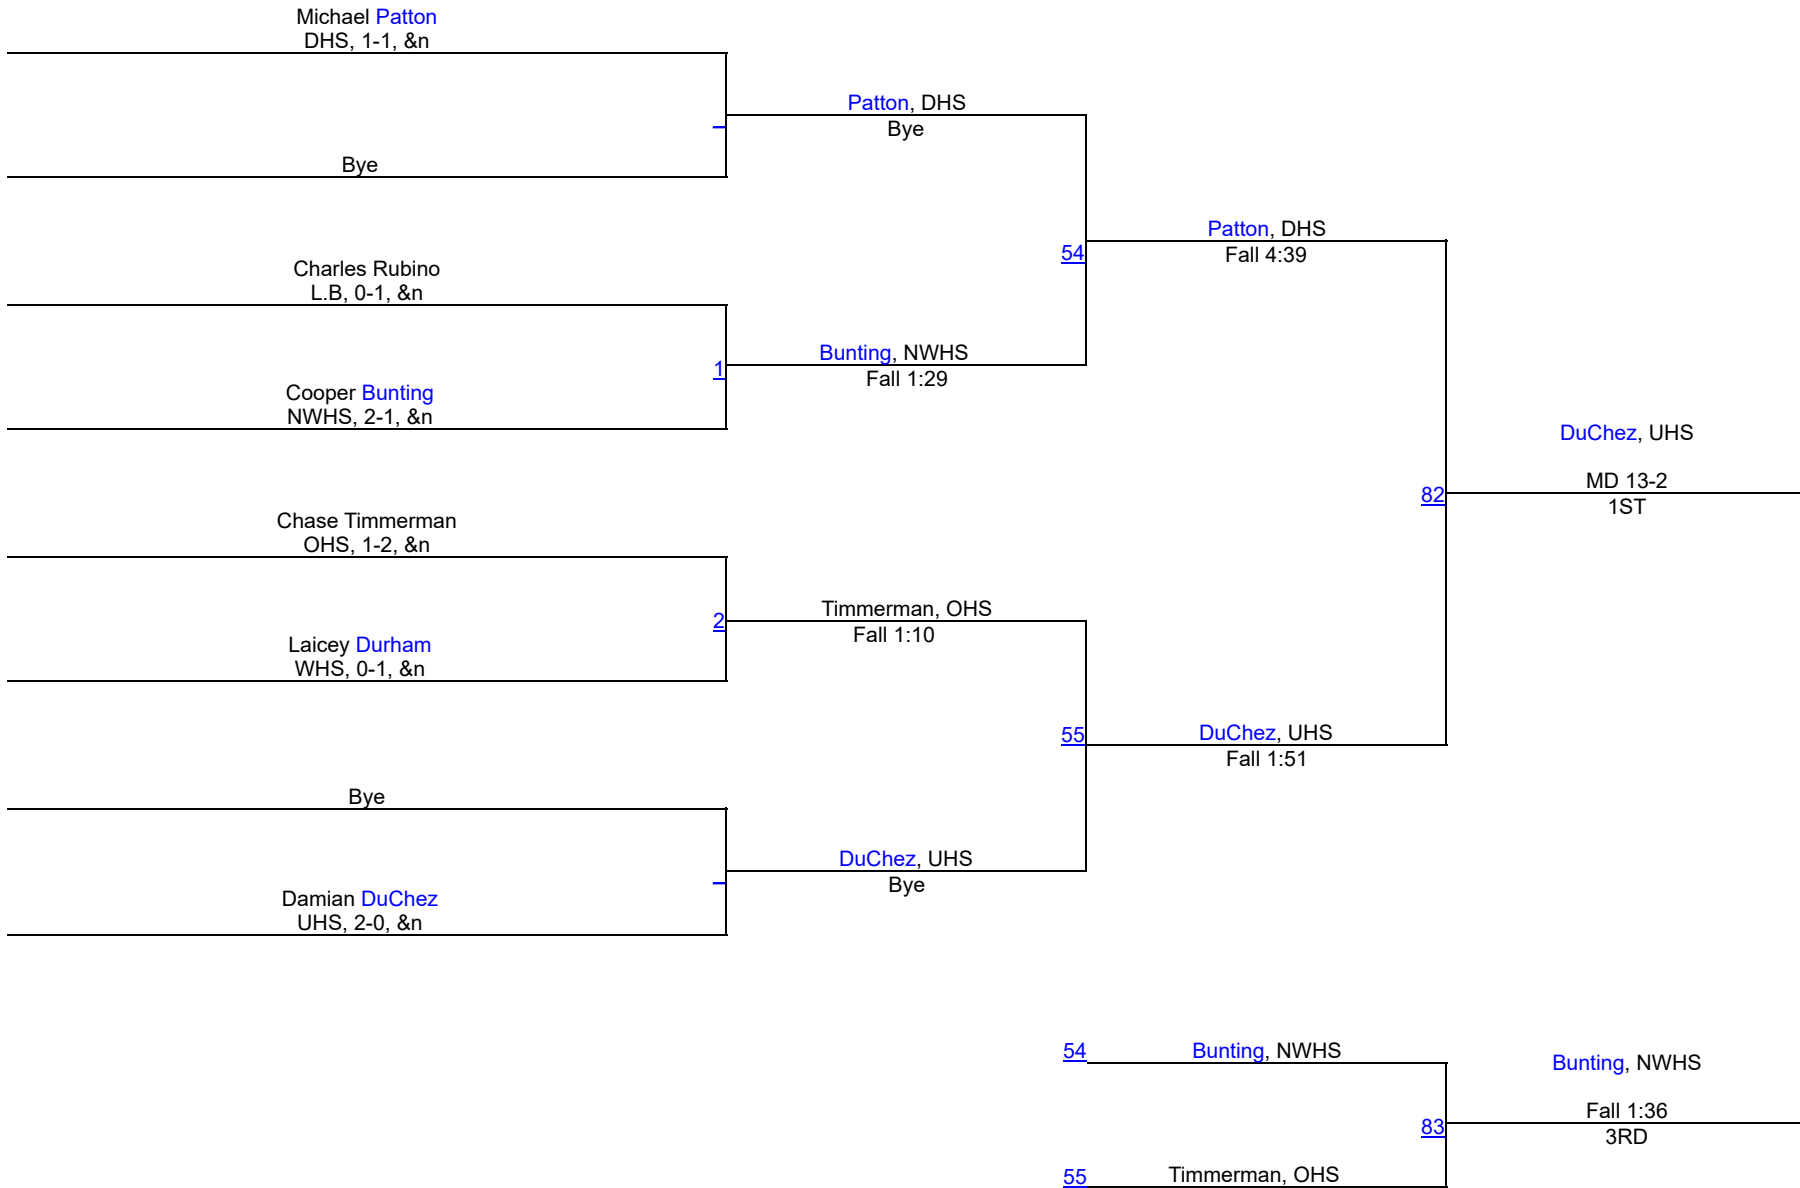 Michael Patton
DHS, 1-1, &n
Patton, DHS
Bye
Bye
Patton, DHS
54
Fall 4:39
Charles Rubino
L.B, 0-1, &n
Bunting, NWHS
1
Fall 1:29
Cooper Bunting
NWHS, 2-1, &n
DuChez, UHS
MD 13-2
82
1ST
Chase Timmerman
OHS, 1-2, &n
Timmerman, OHS
2
Fall 1:10
Laicey Durham
WHS, 0-1, &n
DuChez, UHS
55
Fall 1:51
Bye
DuChez, UHS
Bye
Damian DuChez
UHS, 2-0, &n
54
Bunting, NWHS
Bunting, NWHS
Fall 1:36
83
3RD
55
Timmerman, OHS